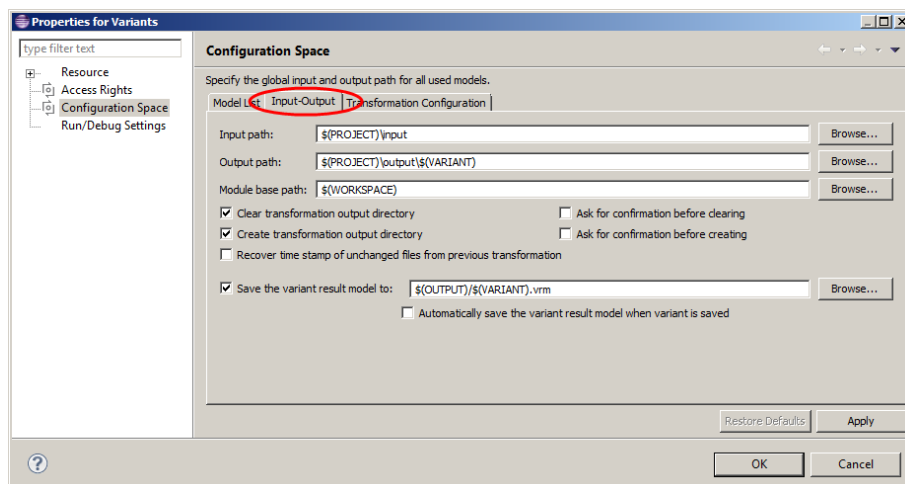 Properties for Variants
type filter text
Resource
Access Rights
Configuration Space
Run/Debug Settings
Configuration Space
Specify the global input and output path for all used models.
Model List Input-Output Transformation Configuration
Input path: $(PROJECT)\input Browse...
Output path: $(PROJECT)\output\$(VARIANT) Browse...
Module base path: $(WORKSPACE) Browse...
Clear transformation output directory Ask for confirmation before clearing
Create transformation output directory Ask for confirmation before creating
Recover time stamp of unchanged files from previous transformation
Save the variant result model to: $(OUTPUT)/$(VARIANT).vrm Browse...
Automatically save the variant result model when variant is saved
Restore Defaults Apply
? OK Cancel